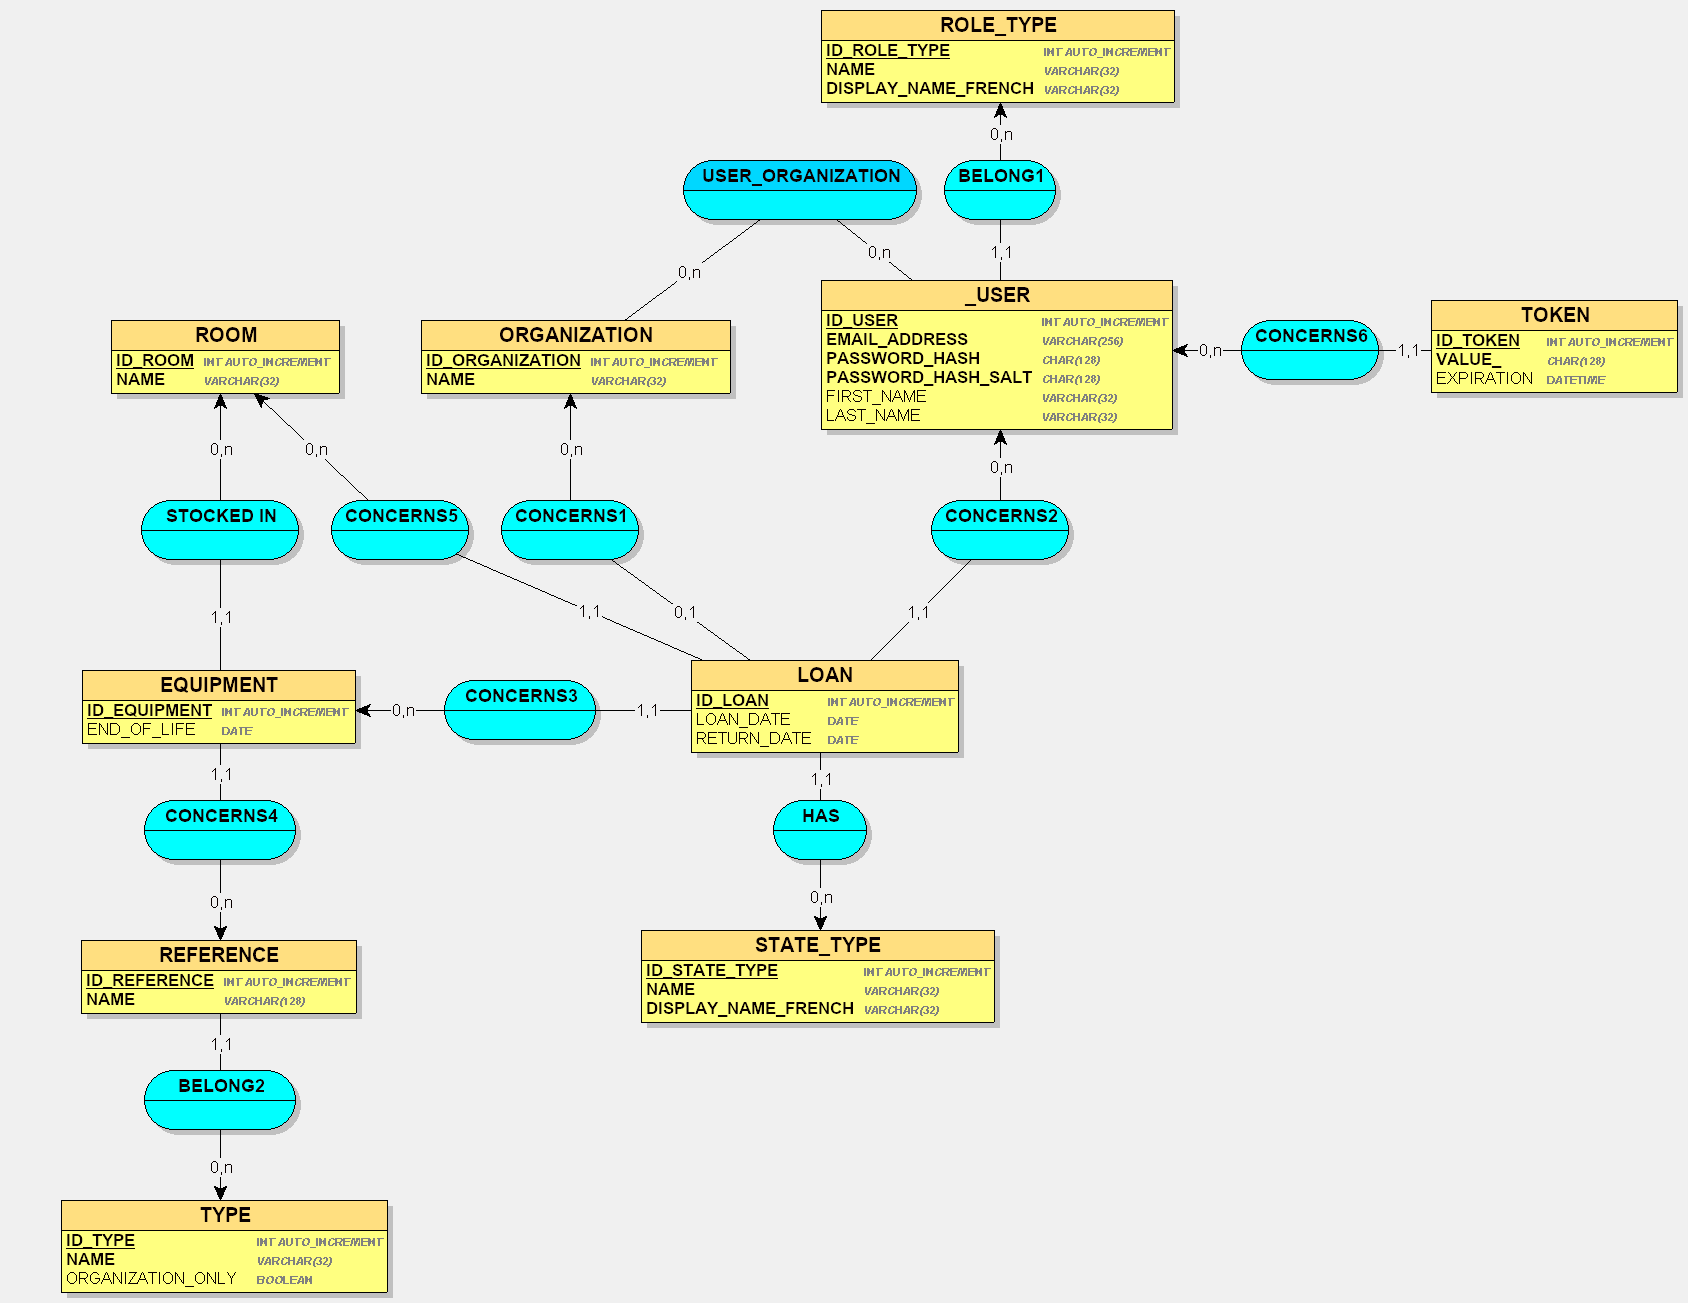 ROLE_TYPE
ID_ROLE_TYPE INT AUTO_INCREMENT
NAME VARCHAR(32)
DISPLAY_NAME_FRENCH VARCHAR(32)
0,n
USER_ORGANIZATION
BELONG1
0,n
0,n
1,1
_USER
ID_USER INT AUTO_INCREMENT
EMAIL_ADDRESS VARCHAR(256)
PASSWORD_HASH CHAR(128)
PASSWORD_HASH_SALT CHAR(128)
FIRST_NAME VARCHAR(32)
LAST_NAME VARCHAR(32)
0,n
CONCERNS6
1,1
TOKEN
ID_TOKEN INT AUTO_INCREMENT
VALUE_ CHAR(128)
EXPIRATION DATETIME
ROOM
ID_ROOM INT AUTO_INCREMENT
NAME VARCHAR(32)
ORGANIZATION
ID_ORGANIZATION INT AUTO_INCREMENT
NAME VARCHAR(32)
0,n
0,n
0,n
0,n
STOCKED IN
CONCERNS5
CONCERNS1
CONCERNS2
1,1
1,1
0,1
1,1
EQUIPMENT
ID_EQUIPMENT INT AUTO_INCREMENT
END_OF_LIFE DATE
0,n
CONCERNS3
1,1
LOAN
ID_LOAN INT AUTO_INCREMENT
LOAN_DATE DATE
RETURN_DATE DATE
1,1
1,1
CONCERNS4
HAS
0,n
0,n
REFERENCE
ID_REFERENCE INT AUTO_INCREMENT
NAME VARCHAR(128)
STATE_TYPE
ID_STATE_TYPE INT AUTO_INCREMENT
NAME VARCHAR(32)
DISPLAY_NAME_FRENCH VARCHAR(32)
1,1
BELONG2
0,n
TYPE
ID_TYPE INT AUTO_INCREMENT
NAME VARCHAR(32)
ORGANIZATION_ONLY BOOLEAN